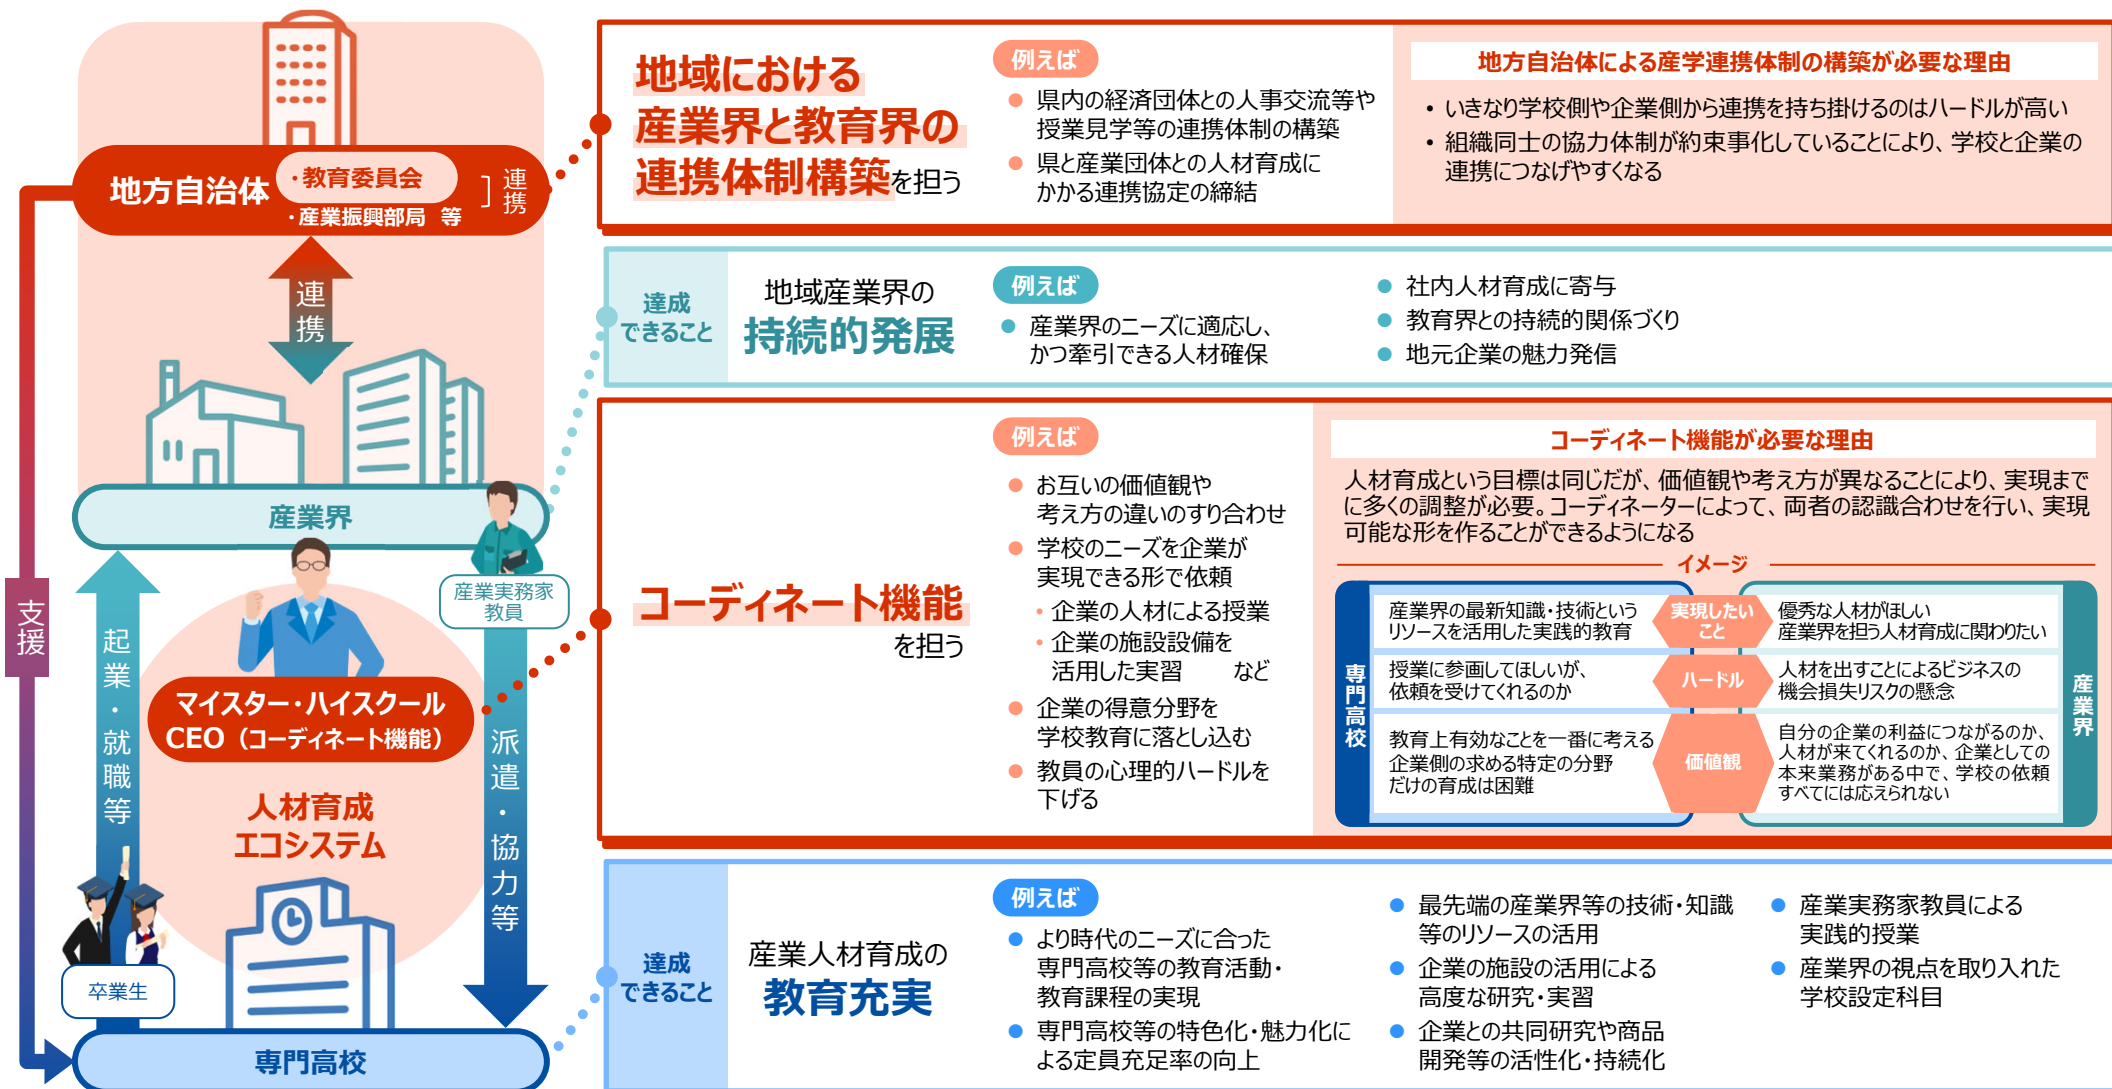 地方自治体
・教育委員会
・産業振興部局 等
連携
連携
産業界
産業実務家
教員
支援
起業・就職等
マイスター・ハイスクール
CEO（コーディネート機能）
派遣・協力等
人材育成
エコシステム
卒業生
専門高校
地域における
産業界と教育界の
連携体制構築を担う
例えば
● 県内の経済団体との人事交流等や
授業見学等の連携体制の構築
● 県と産業団体との人材育成に
かかる連携協定の締結
地方自治体による産学連携体制の構築が必要な理由
・いきなり学校側や企業側から連携を持ち掛けるのはハードルが高い
・組織同士の協力体制が約束事化していることにより、学校と企業の
連携につなげやすくなる
達成
できること
地域産業界の
持続的発展
例えば
● 産業界のニーズに適応し、
かつ牽引できる人材確保
● 社内人材育成に寄与
● 教育界との持続的関係づくり
● 地元企業の魅力発信
コーディネート機能
を担う
例えば
● お互いの価値観や
考え方の違いのすり合わせ
● 学校のニーズを企業が
実現できる形で依頼
・企業の人材による授業
・企業の施設設備を
活用した実習 など
● 企業の得意分野を
学校教育に落とし込む
● 教員の心理的ハードルを
下げる
コーディネート機能が必要な理由
人材育成という目標は同じだが、価値観や考え方が異なることにより、実現まで
に多くの調整が必要。コーディネーターによって、両者の認識合わせを行い、実現
可能な形を作ることができるようになる
イメージ
専門高校
産業界の最新知識・技術という
リソースを活用した実践的教育
実現したい
こと
優秀な人材がほしい
産業界を担う人材育成に関わりたい
授業に参画してほしいが、
依頼を受けてくれるのか
ハードル
人材を出すことによるビジネスの
機会損失リスクの懸念
教育上有効なことを一番に考える
企業側の求める特定の分野
だけの育成は困難
価値観
自分の企業の利益につながるのか、
人材が来てくれるのか、企業としての
本来業務がある中で、学校の依頼
すべてには応えられない
産業界
達成
できること
産業人材育成の
教育充実
例えば
● より時代のニーズに合った
専門高校等の教育活動・
教育課程の実現
● 専門高校等の特色化・魅力化に
よる定員充足率の向上
● 最先端の産業界等の技術・知識
等のリソースの活用
● 企業の施設の活用による
高度な研究・実習
● 企業との共同研究や商品
開発等の活性化・持続化
● 産業実務家教員による
実践的授業
● 産業界の視点を取り入れた
学校設定科目